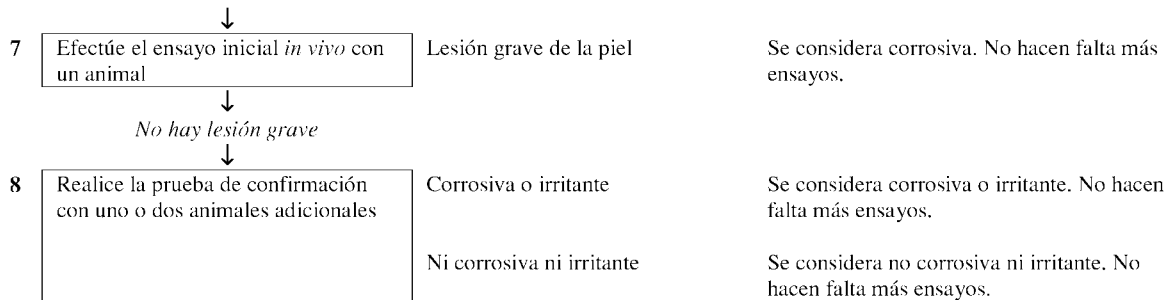 ↓
7 Efectúe el ensayo inicial in vivo con Lesión grave de la piel Se considera corrosiva. No hacen falta más
un animal ensayos.
↓
No hay lesión grave
↓
8 Realice la prueba de confirmación Corrosiva o irritante Se considera corrosiva o irritante. No hacen
con uno o dos animales adicionales falta más ensayos.
Ni corrosiva ni irritante Se considera no corrosiva ni irritante. No
hacen falta más ensayos.